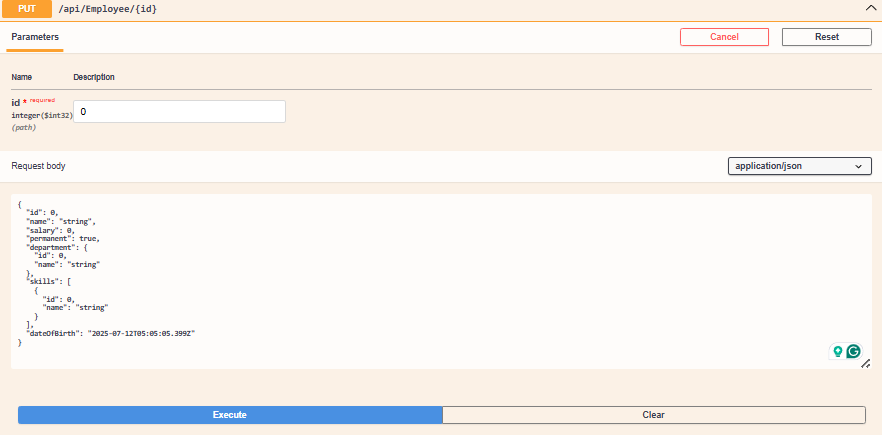 PUT /api/Employee/{id}
Parameters Cancel Reset
Name Description
id * required
integer($int32) 0
(path)
Request body application/json
{
  "id": 0,
  "name": "string",
  "salary": 0,
  "permanent": true,
  "department": {
    "id": 0,
    "name": "string"
  },
  "skills": [
    {
      "id": 0,
      "name": "string"
    }
  ],
  "dateOfBirth": "2025-07-12T05:05:05.399Z"
}
Execute Clear